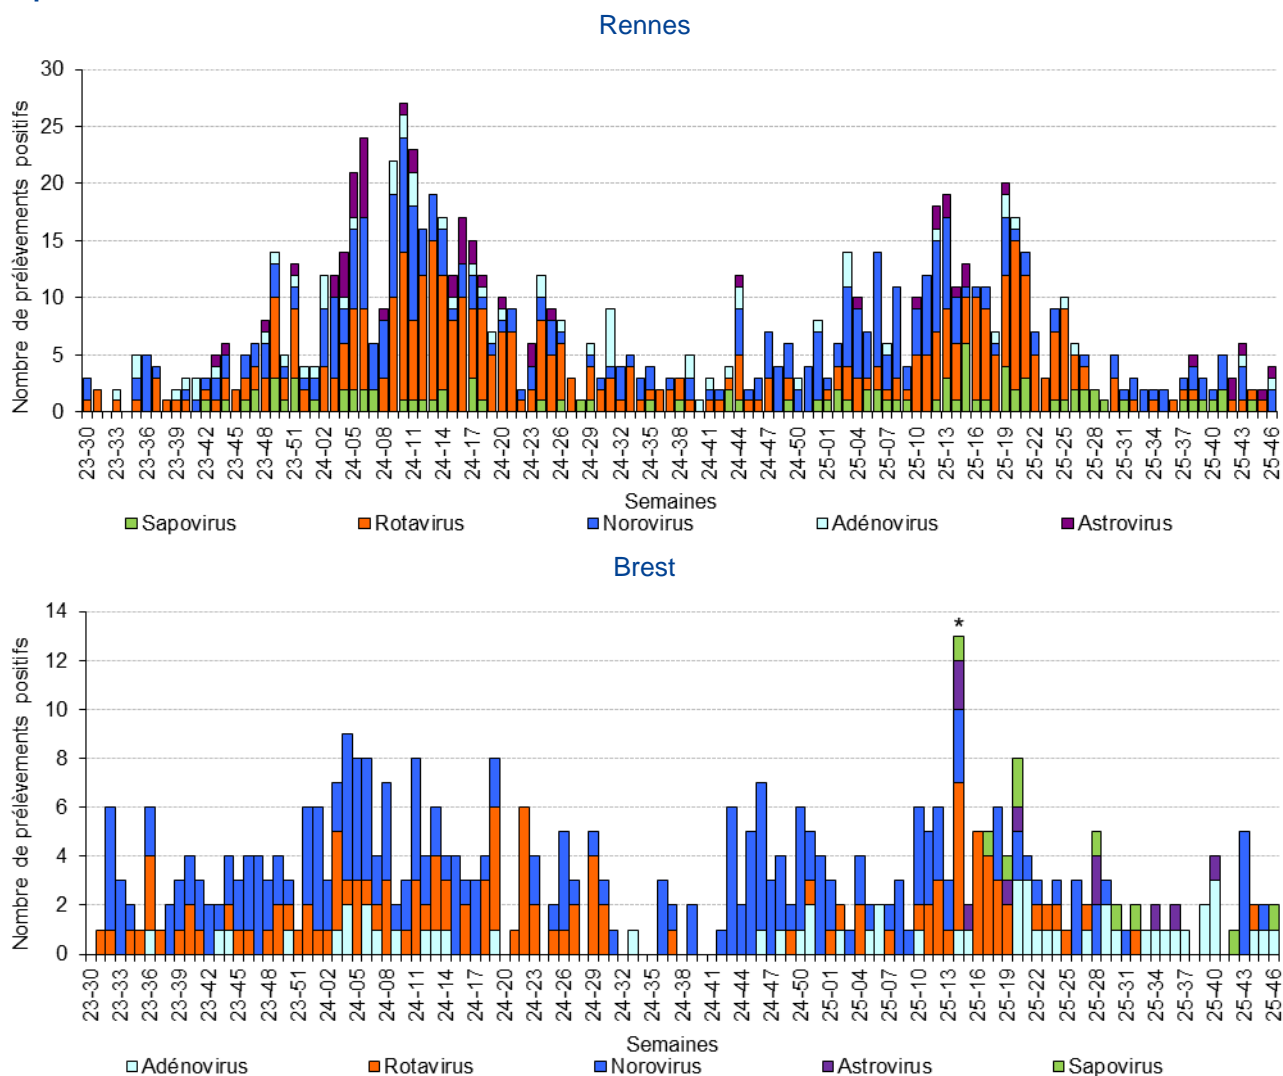 Rennes
Nombre de prélèvements positifs
30
25
20
15
10
5
0
23-30 23-33 23-36 23-39 23-42 23-45 23-48 23-51 24-02 24-05 24-08 24-11 24-14 24-17 24-20 24-23 24-26 24-29 24-32 24-35 24-38 24-41 24-44 24-47 24-50 25-01 25-04 25-07 25-10 25-13 25-16 25-19 25-22 25-25 25-28 25-31 25-34 25-37 25-40 25-43 25-46
Semaines
Sapovirus Rotavirus Norovirus Adénovirus Astrovirus
Brest
Nombre de prélèvements positifs
14
12
10
8
6
4
2
0
*
23-30 23-33 23-36 23-39 23-42 23-45 23-48 23-51 24-02 24-05 24-08 24-11 24-14 24-17 24-20 24-23 24-26 24-29 24-32 24-35 24-38 24-41 24-44 24-47 24-50 25-01 25-04 25-07 25-10 25-13 25-16 25-19 25-22 25-25 25-28 25-31 25-34 25-37 25-40 25-43 25-46
Semaines
Adénovirus Rotavirus Norovirus Astrovirus Sapovirus